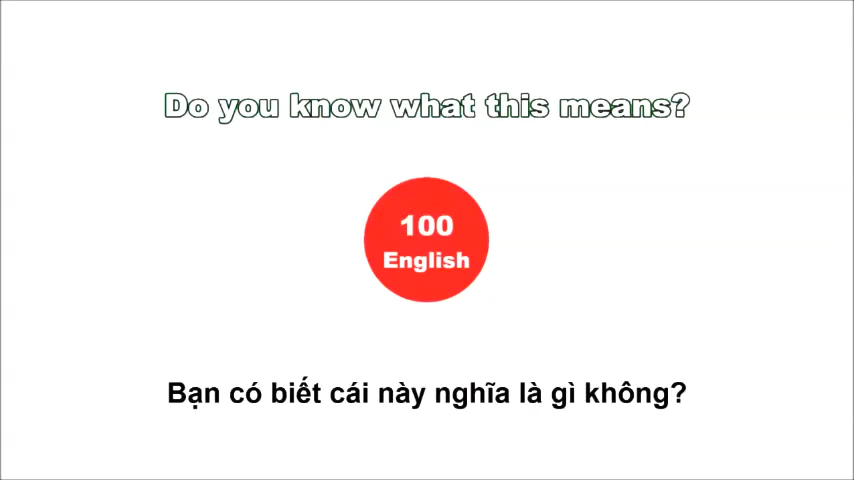 Do you know what this means?
100
English
Bạn có biết cái này nghĩa là gì không?